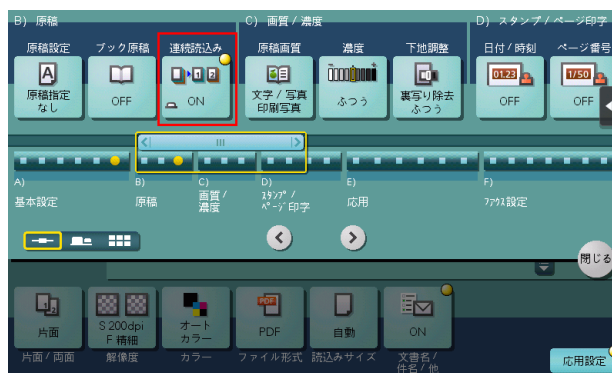 B) 原稿
C) 画質 / 濃度
D) スタンプ / ページ印字
原稿設定
ブック原稿
連続読込み
原稿画質
濃度
下地調整
日付 / 時刻
ページ番号
A
1 2
01.23
1/50
原稿指定
なし
OFF
ON
文字 / 写真
印刷写真
ふつう
裏写り除去
ふつう
OFF
OFF
A)
基本設定
B)
原稿
C)
画質 /
濃度
D)
スタンプ /
ページ印字
E)
応用
F)
ファクス設定
閉じる
1 2
片面
S 200dpi
F 精細
オート
カラー
PDF
PDF
自動
ON
片面 / 両面
解像度
カラー
ファイル形式
読込みサイズ
文書名 /
件名 / 他
応用設定